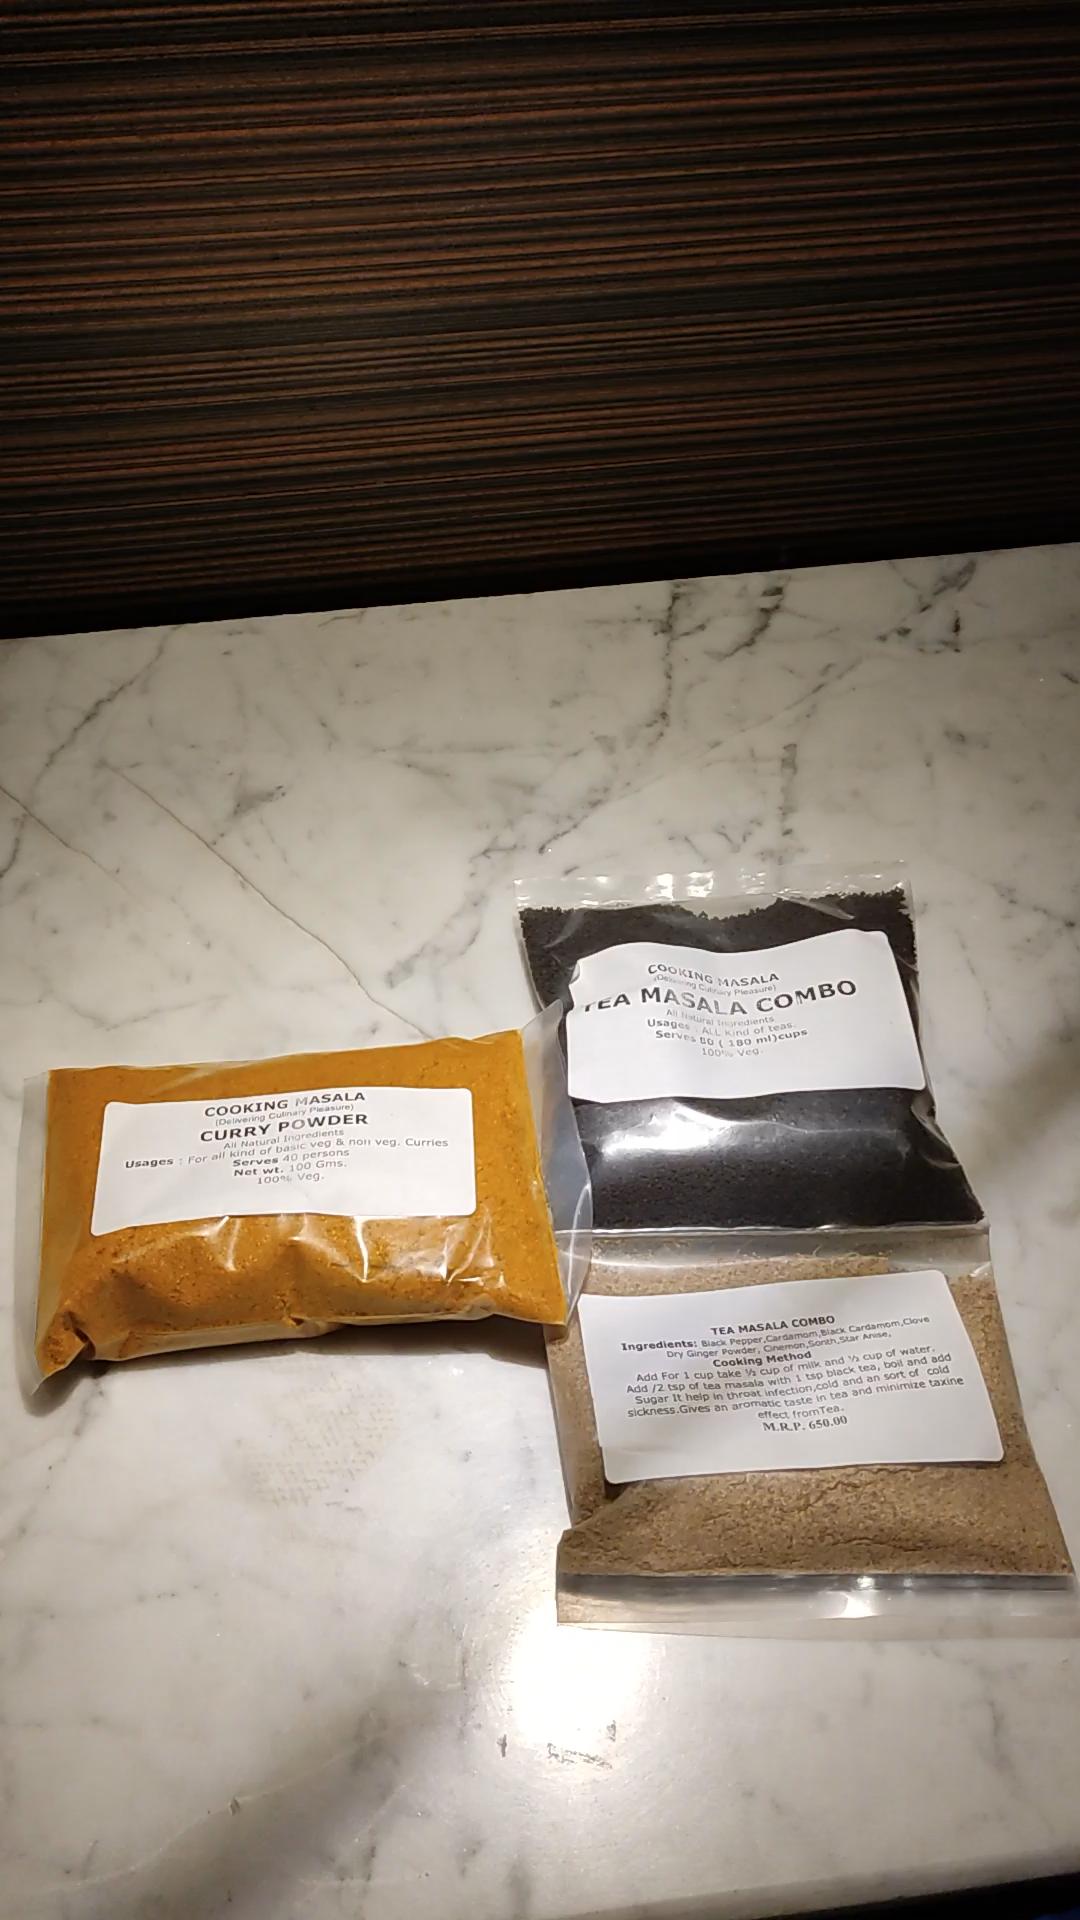 COOKING MASALA
(Delivering Culinary Pleasure)
CURRY POWDER
All Natural Ingredients
Usages : For all kind of basic veg & non veg. Curries
Serves 40 persons
Net wt. 100 Gms.
100% Veg.
COOKING MASALA
(Delivering Culinary Pleasure)
TEA MASALA COMBO
All Natural Ingredients
Usages : ALL Kind of teas.
Serves 80 ( 180 ml)cups
100% Veg.
TEA MASALA COMBO
Ingredients: Black Pepper,Cardamom,Black Cardamom,Clove
Dry Ginger Powder, Cinemon,Sonth,Star Anise,
Cooking Method
Add For 1 cup take ½ cup of milk and ½ cup of water.
Add /2 tsp of tea masala with 1 tsp black tea, boil and add
Sugar It help in throat infection,cold and an sort of cold
sickness.Gives an aromatic taste in tea and minimize taxine
effect fromTea.
M.R.P. 650.00